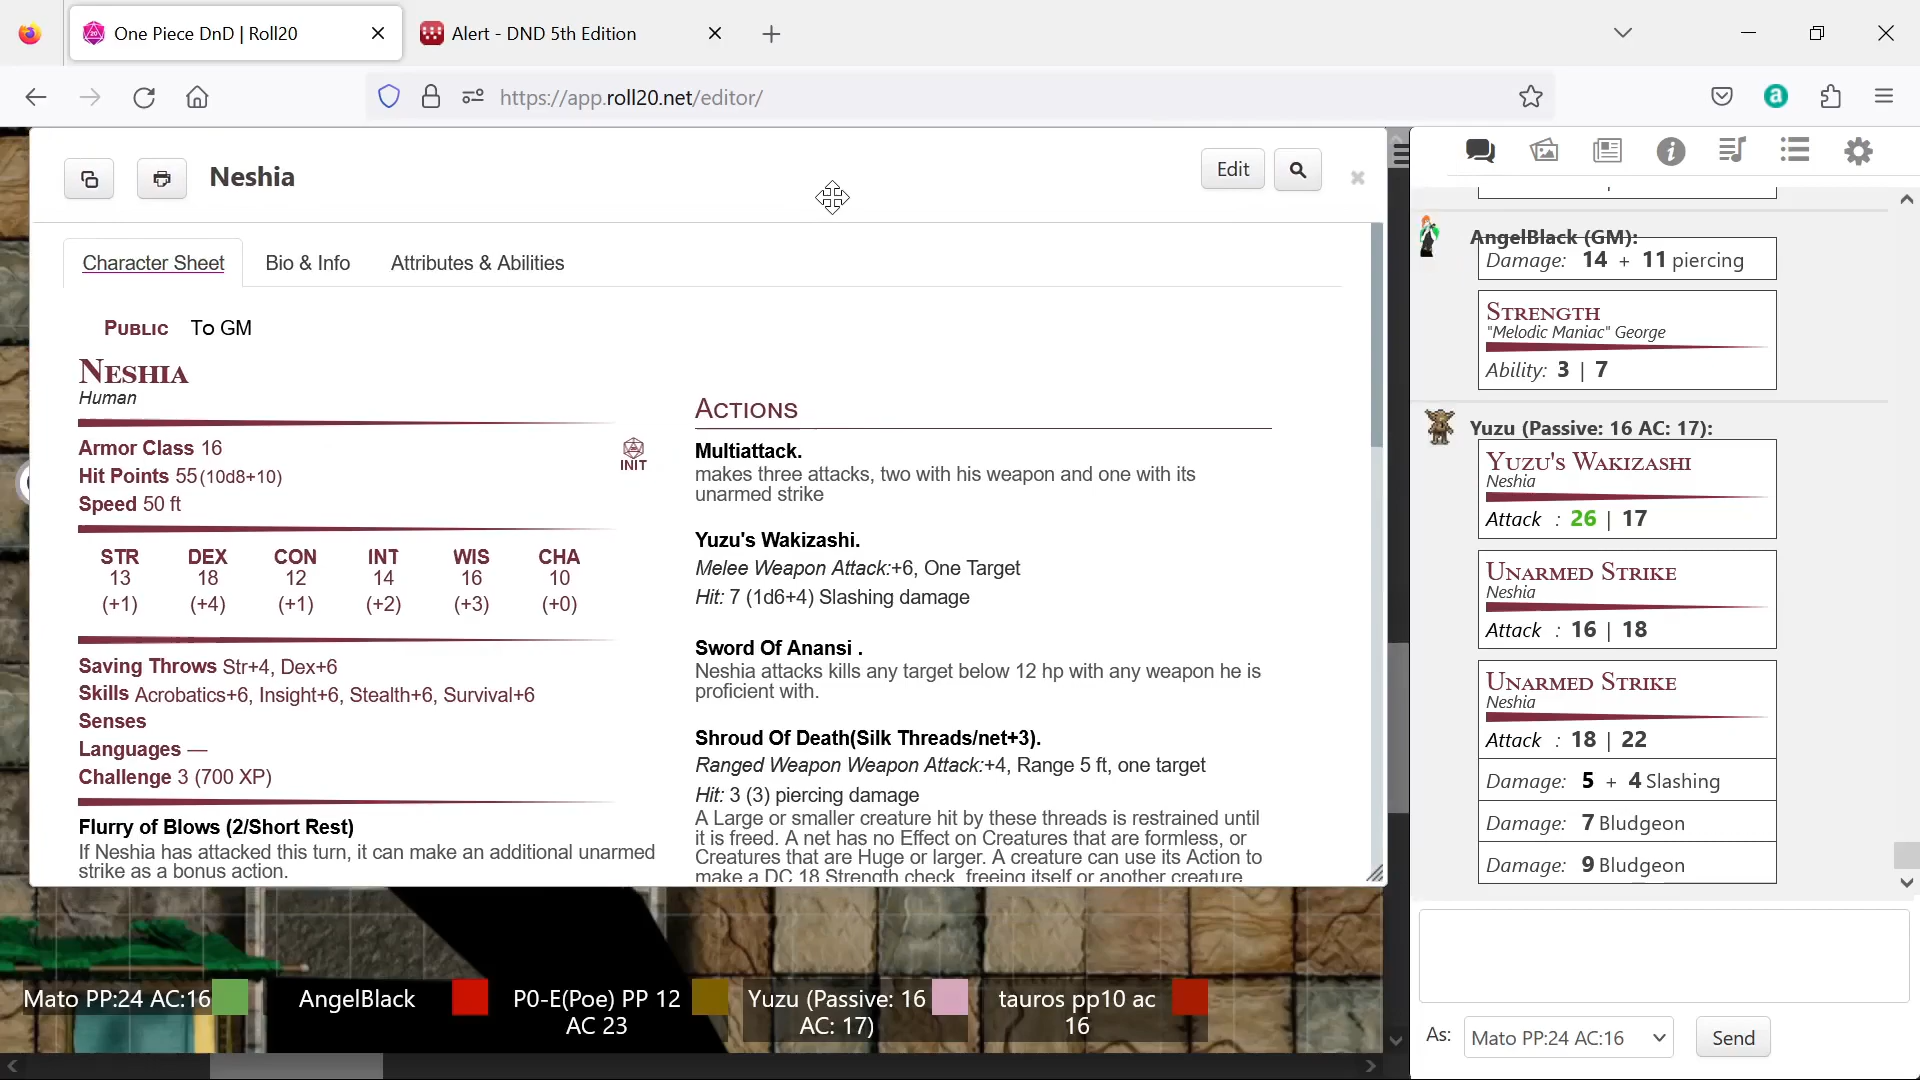 One Piece DnD | Roll20
Alert - DND 5th Edition
https://app.roll20.net/editor/
Neshia
Edit
Character Sheet
Bio & Info
Attributes & Abilities
PUBLIC To GM
NESHIA
Human
Armor Class 16
Hit Points 55(10d8+10)
Speed 50 ft
INIT
STR DEX CON INT WIS CHA
13 18 12 14 16 10
(+1) (+4) (+1) (+2) (+3) (+0)
Saving Throws Str+4, Dex+6
Skills Acrobatics+6, Insight+6, Stealth+6, Survival+6
Senses
Languages —
Challenge 3 (700 XP)
Flurry of Blows (2/Short Rest)
If Neshia has attacked this turn, it can make an additional unarmed
strike as a bonus action.
ACTIONS
Multiattack.
makes three attacks, two with his weapon and one with its
unarmed strike
Yuzu's Wakizashi.
Melee Weapon Attack:+6, One Target
Hit: 7 (1d6+4) Slashing damage
Sword Of Anansi .
Neshia attacks kills any target below 12 hp with any weapon he is
proficient with.
Shroud Of Death(Silk Threads/net+3).
Ranged Weapon Weapon Attack:+4, Range 5 ft, one target
Hit: 3 (3) piercing damage
A Large or smaller creature hit by these threads is restrained until
it is freed. A net has no Effect on Creatures that are formless, or
Creatures that are Huge or larger. A creature can use its Action to
make a DC 18 Strength check, freeing itself or another creature
AngelBlack (GM):
Damage: 14 + 11 piercing
STRENGTH
"Melodic Maniac" George
Ability: 3 | 7
Yuzu (Passive: 16 AC: 17):
YUZU'S WAKIZASHI
Neshia
Attack : 26 | 17
UNARMED STRIKE
Neshia
Attack : 16 | 18
UNARMED STRIKE
Neshia
Attack : 18 | 22
Damage: 5 + 4 Slashing
Damage: 7 Bludgeon
Damage: 9 Bludgeon
As: Mato PP:24 AC:16
Send
Mato PP:24 AC:16
AngelBlack
P0-E(Poe) PP 12
AC 23
Yuzu (Passive: 16
AC: 17)
tauros pp10 ac
16